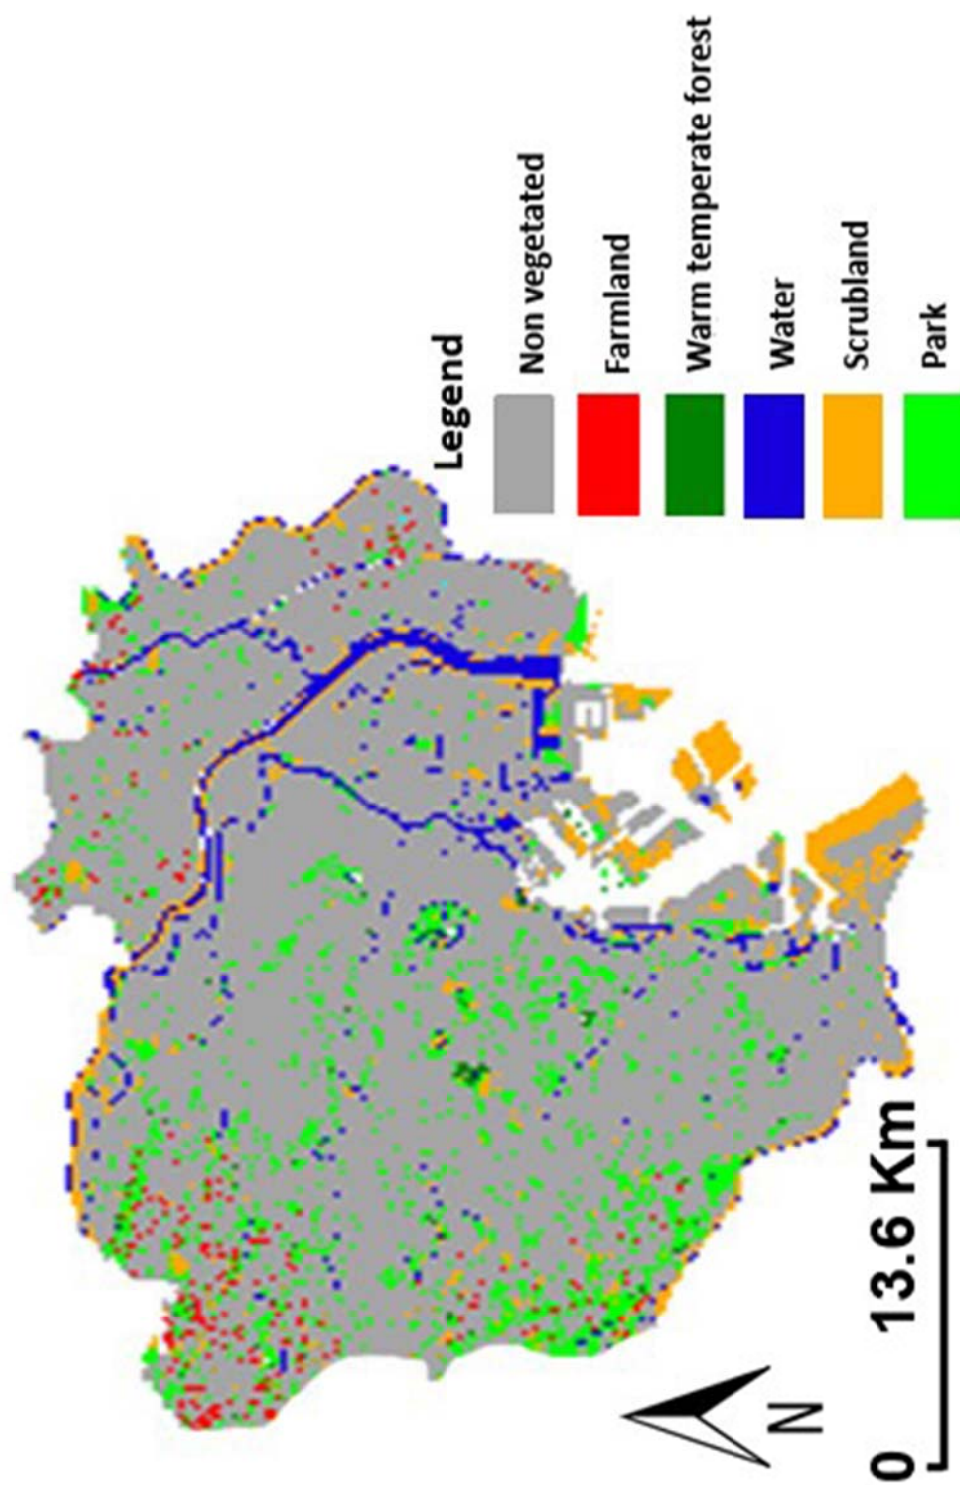 Legend
Non vegetated
Farmland
Warm temperate forest
Water
Scrubland
Park
N
0 13.6 Km